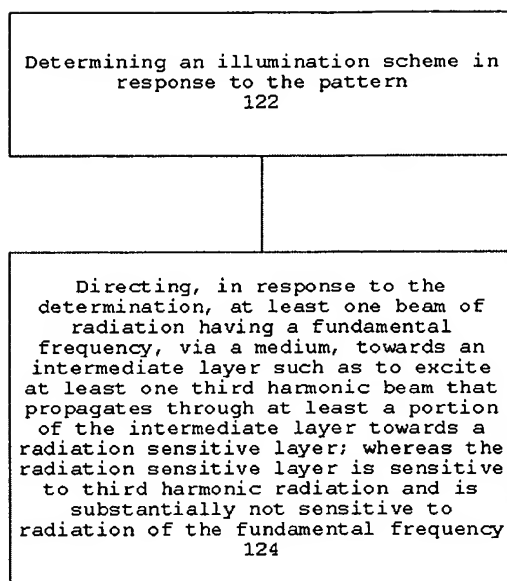 Determining an illumination scheme in
response to the pattern
122
Directing, in response to the
determination, at least one beam of
radiation having a fundamental
frequency, via a medium, towards an
intermediate layer such as to excite
at least one third harmonic beam that
propagates through at least a portion
of the intermediate layer towards a
radiation sensitive layer; whereas the
radiation sensitive layer is sensitive
to third harmonic radiation and is
substantially not sensitive to
radiation of the fundamental frequency
124